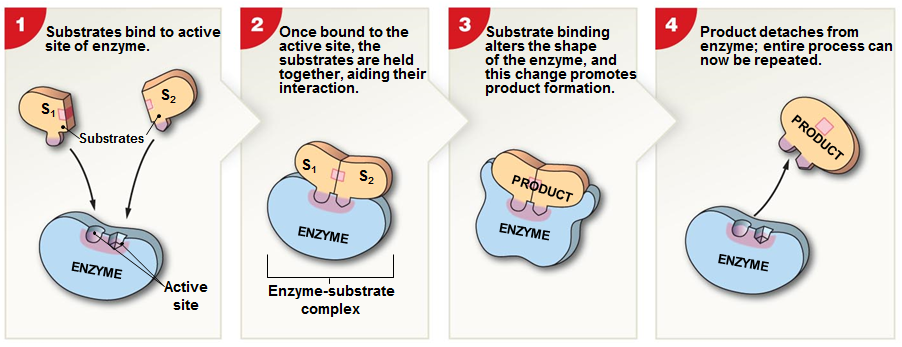 1
Substrates bind to active
site of enzyme.
S1
S2
Substrates
ENZYME
Active
site
2
Once bound to the
active site, the
substrates are held
together, aiding their
interaction.
S1
S2
ENZYME
Enzyme-substrate
complex
3
Substrate binding
alters the shape
of the enzyme, and
this change promotes
product formation.
PRODUCT
ENZYME
4
Product detaches from
enzyme; entire process can
now be repeated.
PRODUCT
ENZYME